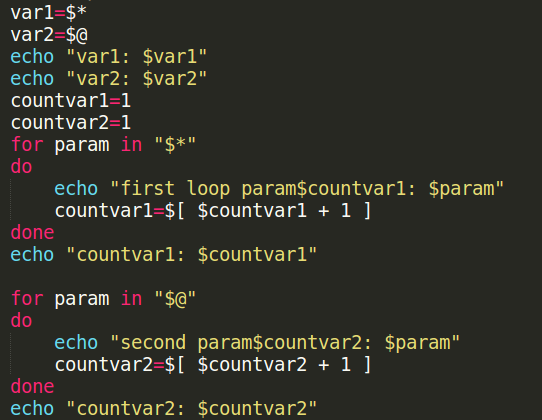 var1=$*
var2=$@
echo "var1: $var1"
echo "var2: $var2"
countvar1=1
countvar2=1
for param in "$*"
do
    echo "first loop param$countvar1: $param"
    countvar1=$[ $countvar1 + 1 ]
done
echo "countvar1: $countvar1"

for param in "$@"
do
    echo "second param$countvar2: $param"
    countvar2=$[ $countvar2 + 1 ]
done
echo "countvar2: $countvar2"